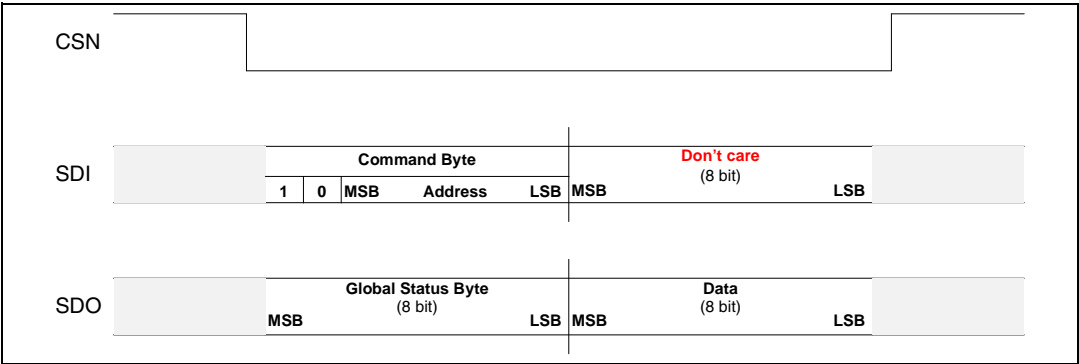 CSN
SDI
Command Byte
Don't care
(8 bit)
1 0 MSB Address LSB MSB LSB
SDO
Global Status Byte
(8 bit)
Data
(8 bit)
MSB LSB MSB LSB